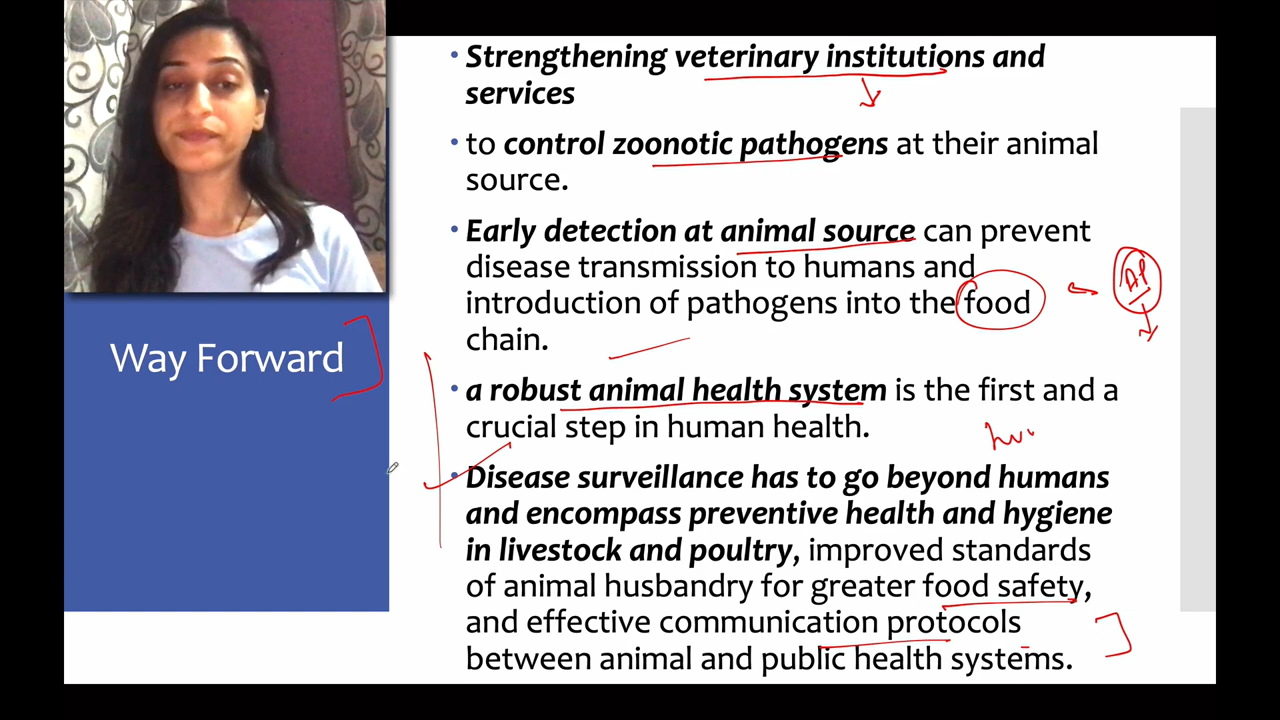 Way Forward
• Strengthening veterinary institutions and
services
• to control zoonotic pathogens at their animal
source.
• Early detection at animal source can prevent
disease transmission to humans and
introduction of pathogens into the food
chain.
• a robust animal health system is the first and a
crucial step in human health.
• Disease surveillance has to go beyond humans
and encompass preventive health and hygiene
in livestock and poultry, improved standards
of animal husbandry for greater food safety,
and effective communication protocols
between animal and public health systems.